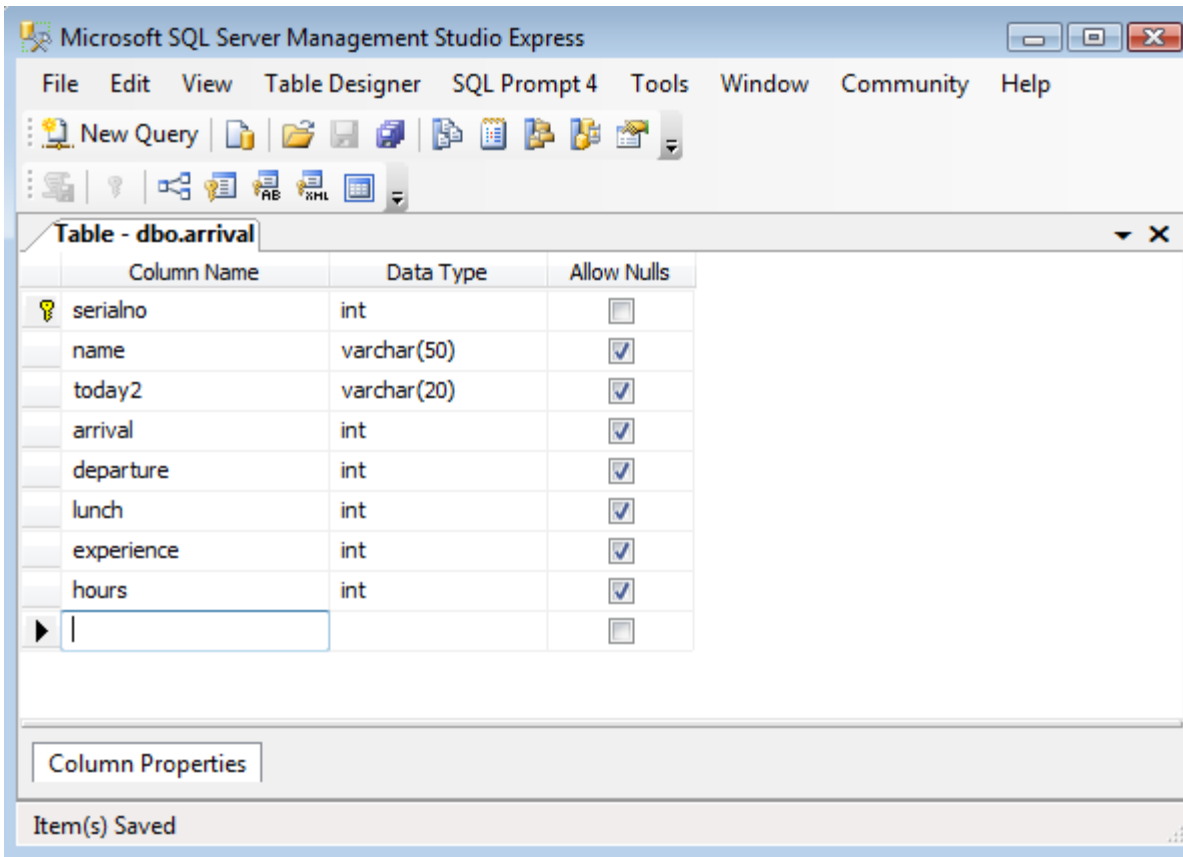 Microsoft SQL Server Management Studio Express
File Edit View Table Designer SQL Prompt 4 Tools Window Community Help
New Query
AB XML
Table - dbo.arrival
Column Name Data Type Allow Nulls
serialno int
name varchar(50)
today2 varchar(20)
arrival int
departure int
lunch int
experience int
hours int
Column Properties
Item(s) Saved